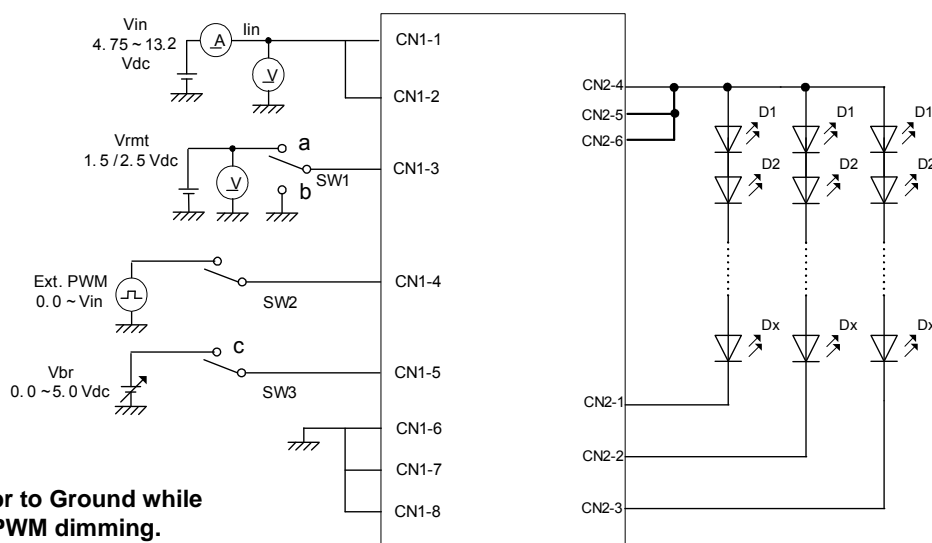 Vin
4.75~13.2
Vdc
A
Iin
V
CN1-1
CN1-2
Vrmt
1.5/2.5 Vdc
V
a
b
SW1
CN1-3
Ext. PWM
0.0~Vin
SW2
CN1-4
Vbr
0.0~5.0 Vdc
c
SW3
CN1-5
CN1-6
CN1-7
CN1-8
to Ground while
PWM dimming.
CN2-4
CN2-5
CN2-6
D1
D1
D1
D2
D2
D2
Dx
Dx
Dx
CN2-1
CN2-2
CN2-3